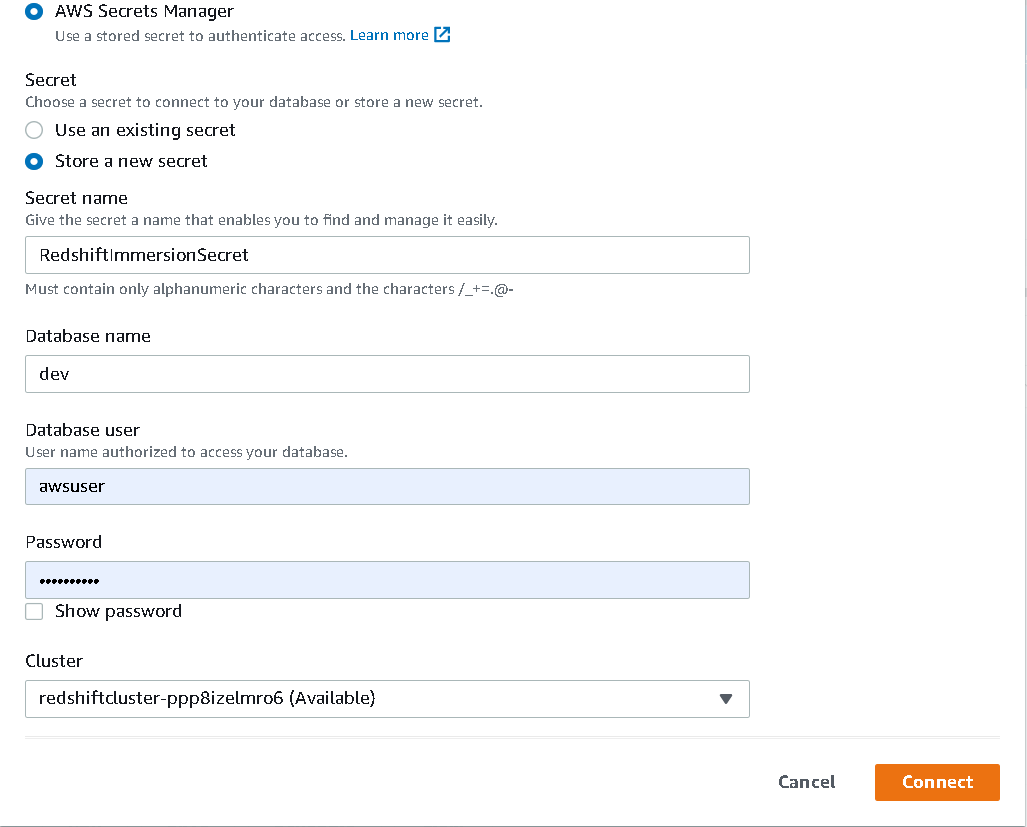 AWS Secrets Manager
Use a stored secret to authenticate access. Learn more
Secret
Choose a secret to connect to your database or store a new secret.
Use an existing secret
Store a new secret
Secret name
Give the secret a name that enables you to find and manage it easily.
RedshiftImmersionSecret
Must contain only alphanumeric characters and the characters /_+=.@-
Database name
dev
Database user
User name authorized to access your database.
awsuser
Password
••••••••••
Show password
Cluster
redshiftcluster-ppp8izelmro6 (Available)
Cancel Connect